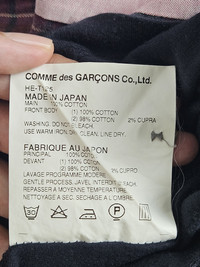 COMME des GARÇONS Co., Ltd.
MADE IN JAPAN
MAIN 100% COTTON
FRONT (1) 100% COTTON
(2) 98% COTTON 2% CUPRA
WASHING. DO NOT BLEACH.
USE WARM IRON. DRY CLEAN. LINE DRY.
FABRIQUE AU JAPON
PRINCIPAL 100% COTON
DEVANT (1) 100% COTON
(2) 98% COTON 2% CUPRO
LAVAGE PROGRAMME MODERE
GENTLE PROCESS. JAVEL INTERDIT.
REPASSER A MOYENNE TEMPERATURE
NETTOYAGE A SEC. SECHAGE A L'OMBRE
30
P